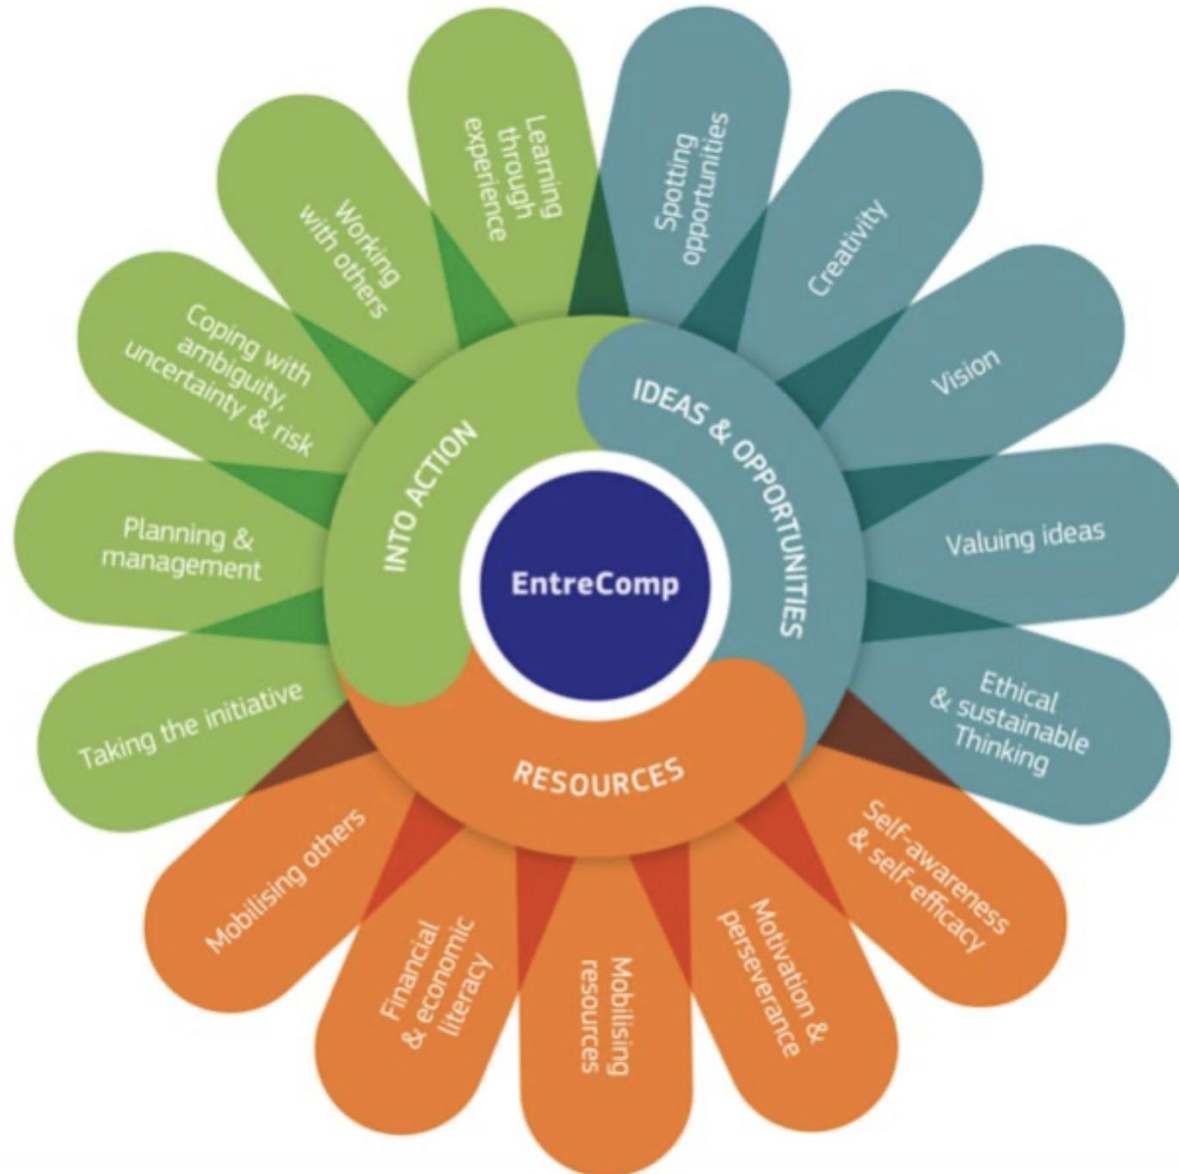 EntreComp
IDEAS & OPPORTUNITIES
Spotting
opportunities
Creativity
Vision
Valuing ideas
Ethical
& sustainable
Thinking
RESOURCES
Self-awareness
& self-efficacy
Motivation &
perseverance
Mobilising
resources
Financial
& economic
literacy
Mobilising others
INTO ACTION
Taking the initiative
Planning &
management
Coping with
ambiguity,
uncertainty & risk
Working
with others
Learning
through
experience